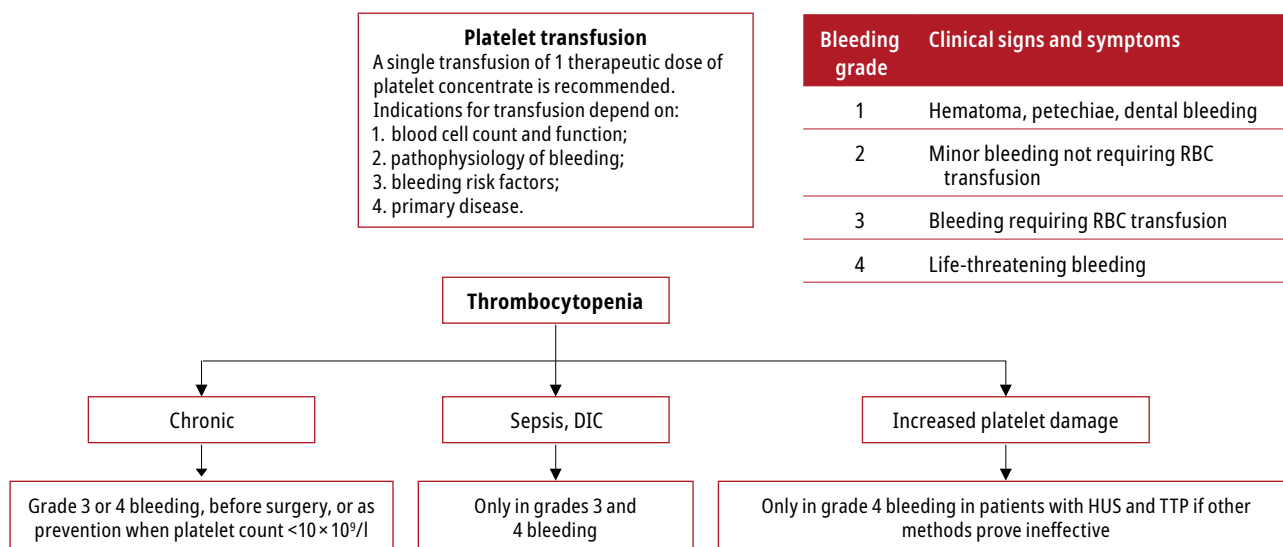 Platelet transfusion
A single transfusion of 1 therapeutic dose of
platelet concentrate is recommended.
Indications for transfusion depend on:
1. blood cell count and function;
2. pathophysiology of bleeding;
3. bleeding risk factors;
4. primary disease.
Bleeding grade Clinical signs and symptoms
1 Hematoma, petechiae, dental bleeding
2 Minor bleeding not requiring RBC
transfusion
3 Bleeding requiring RBC transfusion
4 Life-threatening bleeding
Thrombocytopenia
Chronic
Sepsis, DIC
Increased platelet damage
Grade 3 or 4 bleeding, before surgery, or as
prevention when platelet count <10 × 10⁹/l
Only in grades 3 and
4 bleeding
Only in grade 4 bleeding in patients with HUS and TTP if other
methods prove ineffective